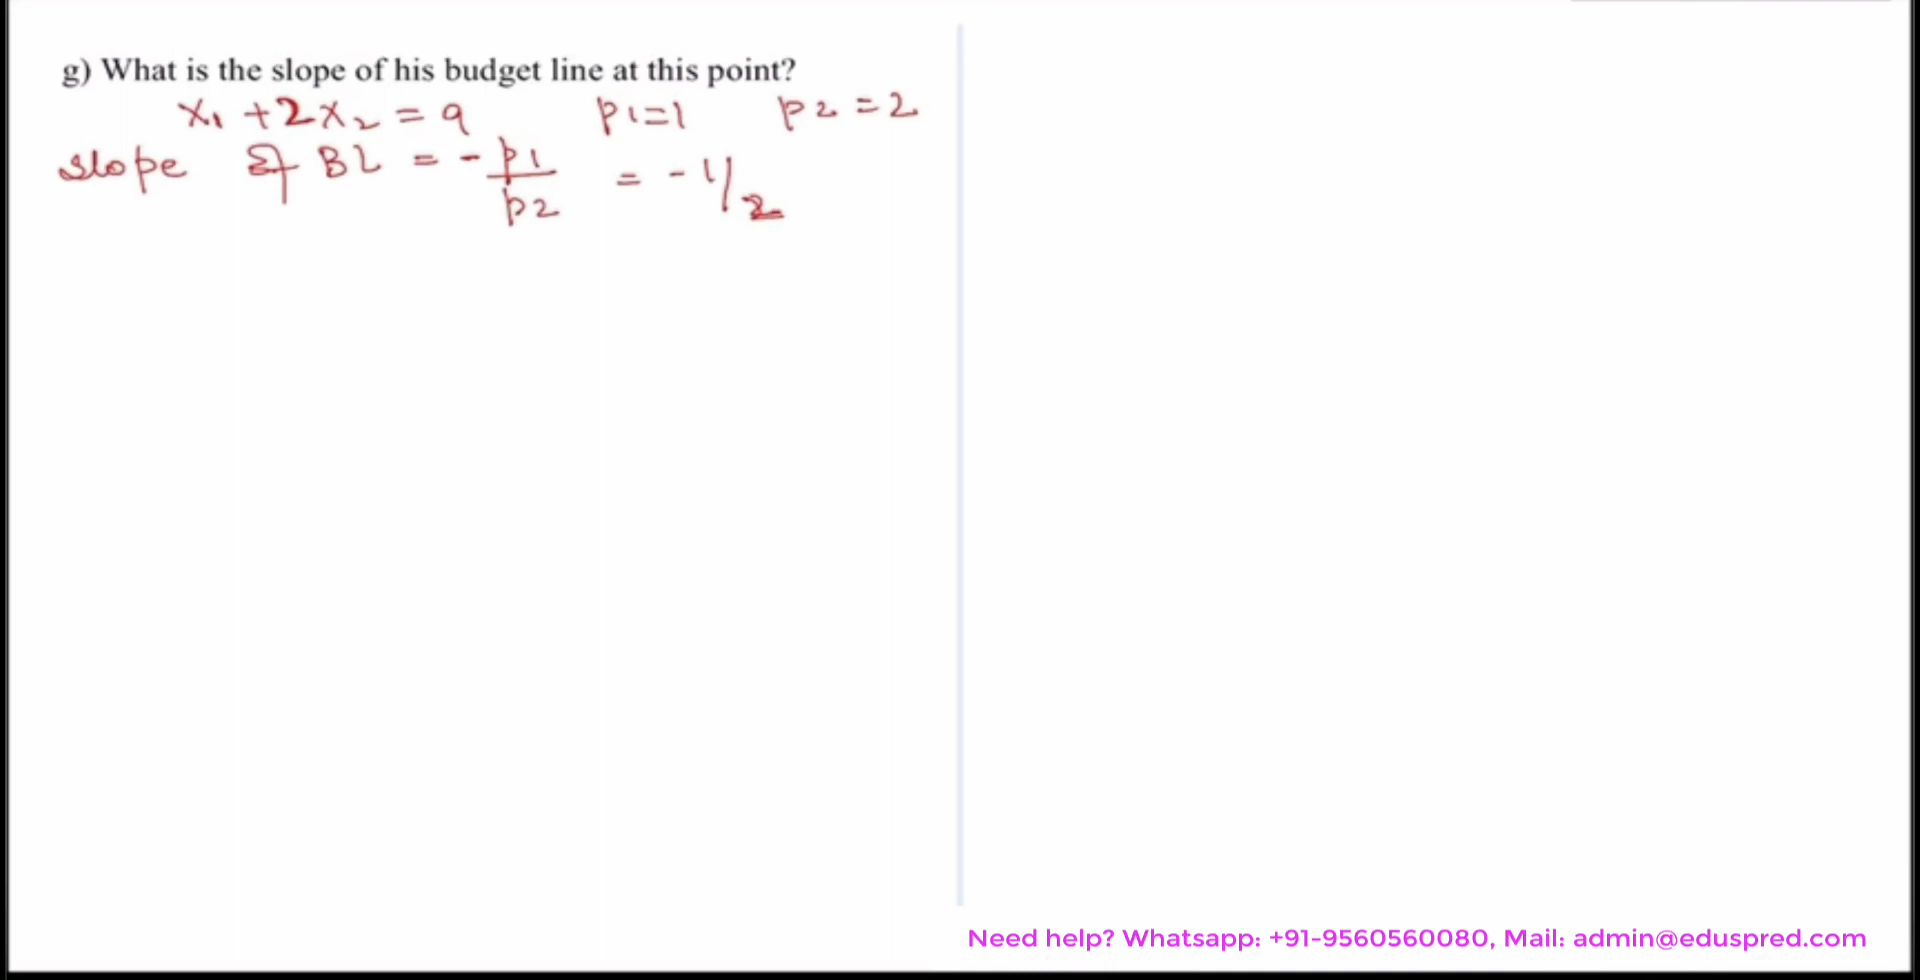 g) What is the slope of his budget line at this point?
x₁ + 2x₂ = 9 p₁ = 1 p₂ = 2
slope of BL = - p₁/p₂ = - 1/2
Need help? Whatsapp: +91-9560560080, Mail: admin@eduspred.com